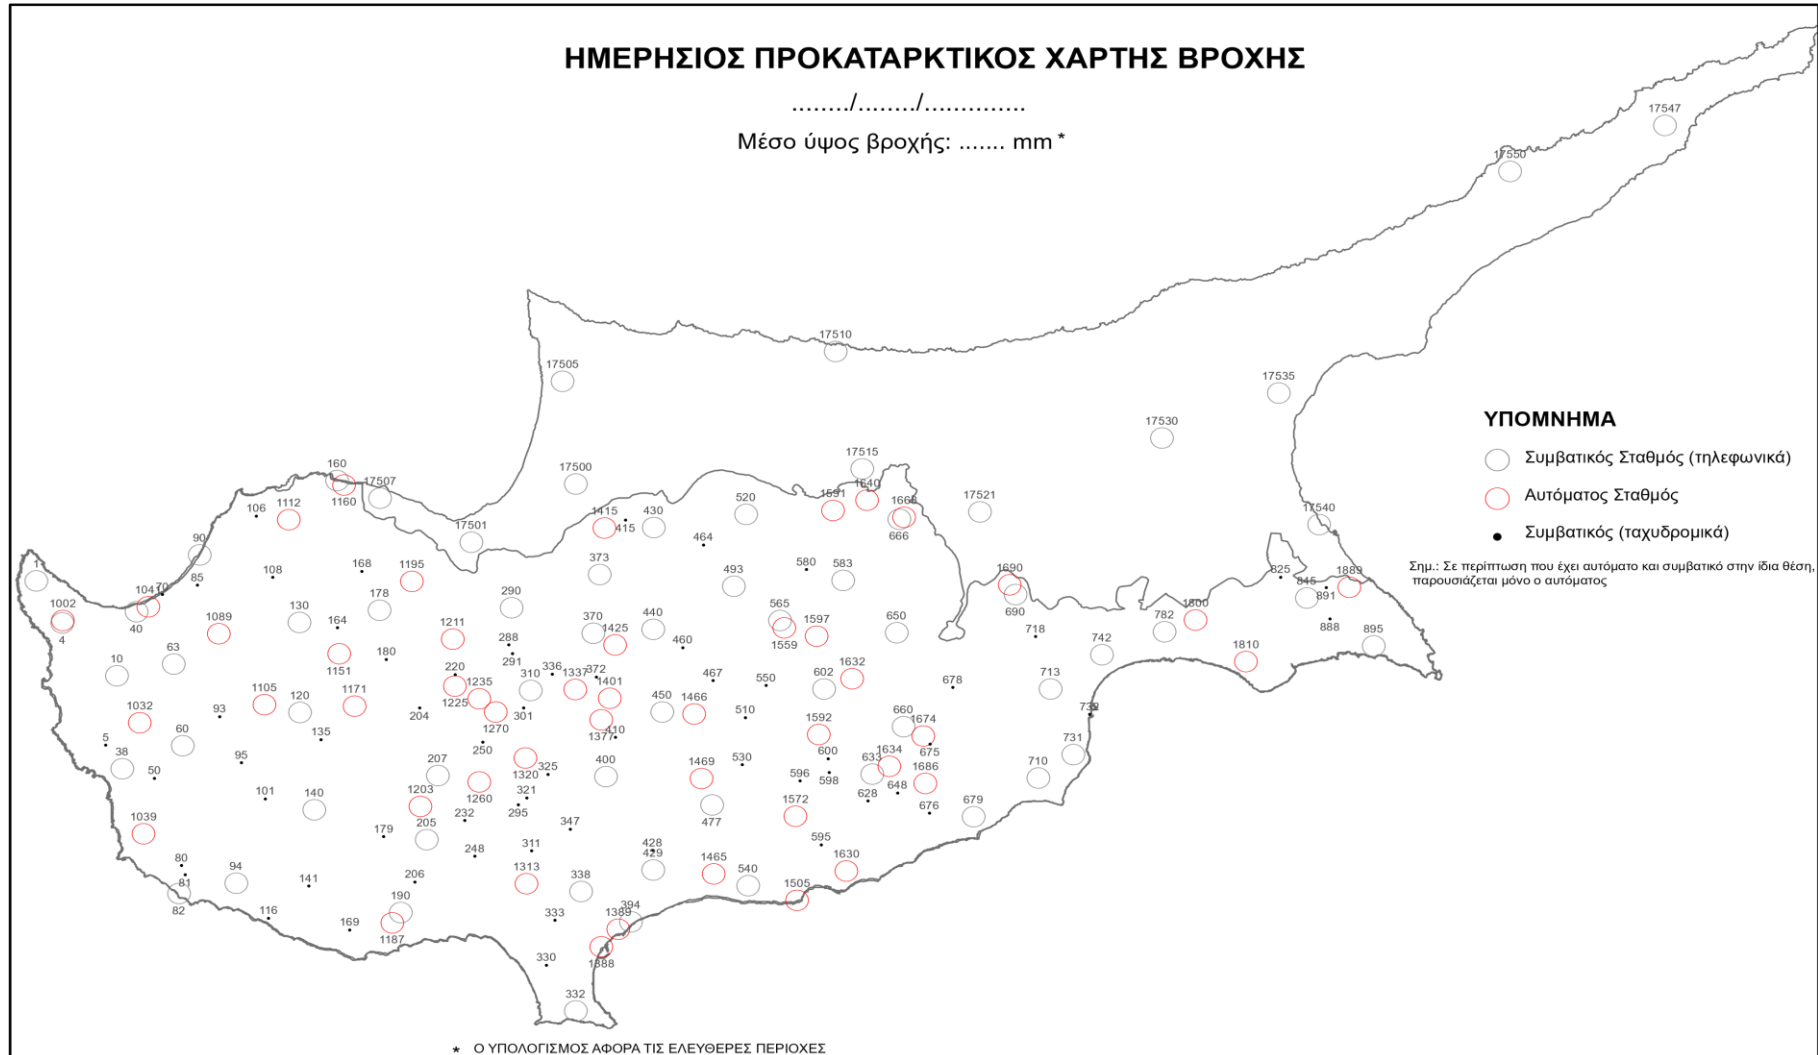 ΗΜΕΡΗΣΙΟΣ ΠΡΟΚΑΤΑΡΚΤΙΚΟΣ ΧΑΡΤΗΣ ΒΡΟΧΗΣ
......../......../..............
Μέσο ύψος βροχής: ....... mm *
17547
17550
17510
17505
17535
17530
ΥΠΟΜΝΗΜΑ
Συμβατικός Σταθμός (τηλεφωνικά)
Αυτόματος Σταθμός
Συμβατικός (ταχυδρομικά)
Σημ.: Σε περίπτωση που έχει αυτόματο και συμβατικό στην ίδια θέση,
παρουσιάζεται μόνο ο αυτόματος
160 17507 17500 17515
1160
106 1112 1415 415 430 520 1591 1640 1668 666 17521 17540
90 17501 464
1 70 85 108 168 1195 373 493 580 583 1690 825 845 1889
1002 40 130 178 290 565 690 891
4 1089 164 1211 370 440 1559 1597 650 718 782 1800 888
10 63 1151 180 288 291 1425 460 742 1810 895
220 336 372 467 550 602 1632 678 713
1032 1105 120 1171 1225 1235 310 1337 1401 450 1466
93 204 1270 301 510 660 732
5 60 135 250 1377 410 1592 1674 675
38 95 207 1320 400 530 600 1634 731
50 1260 325 1469 596 598 633 1686 710
101 140 1203 321 295 477 1572 628 648
1039 179 205 232 347 676 679
80 248 311 428 595
81 94 141 206 1313 338 429 1465 540 1630
82 116 169 190 333 394 1505
1187 1389
330 1388
332
* Ο ΥΠΟΛΟΓΙΣΜΟΣ ΑΦΟΡΑ ΤΙΣ ΕΛΕΥΘΕΡΕΣ ΠΕΡΙΟΧΕΣ